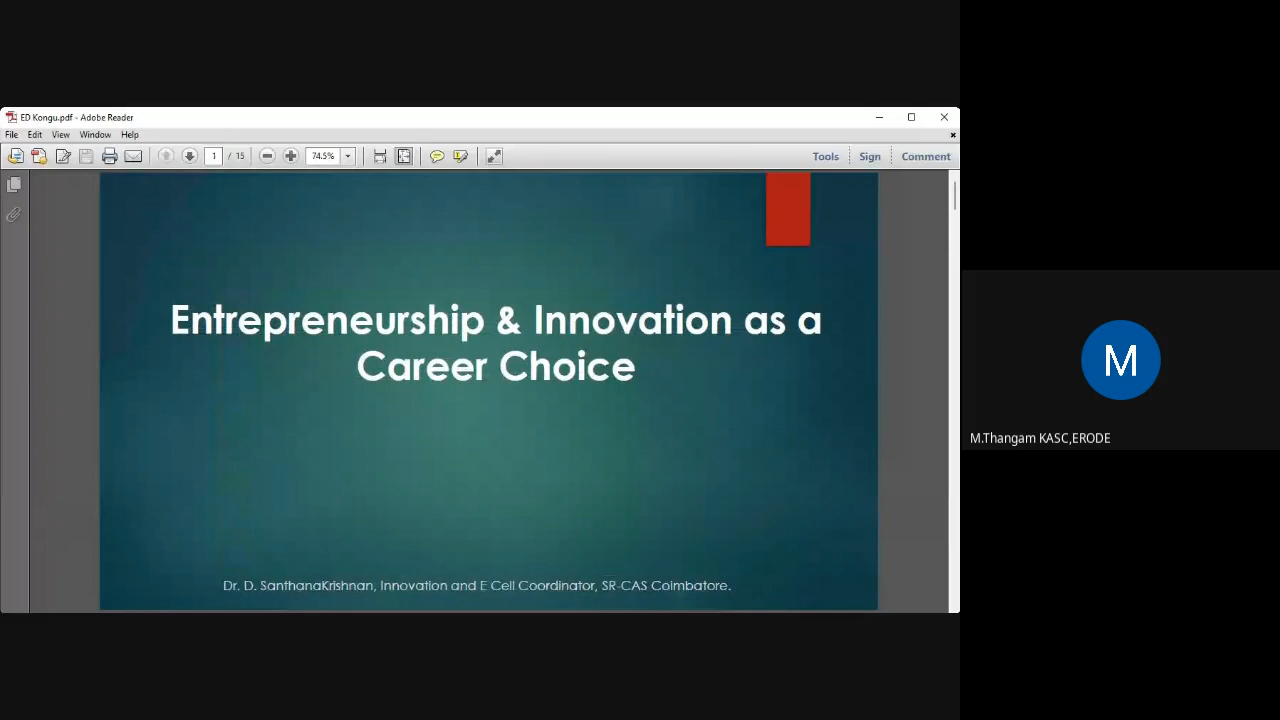 ED Kongu.pdf - Adobe Reader
File Edit View Window Help
1 / 15 74.5% Tools Sign Comment
Entrepreneurship & Innovation as a
Career Choice
Dr. D. SanthanaKrishnan, Innovation and E Cell Coordinator, SR-CAS Coimbatore.
M
M.Thangam KASC,ERODE